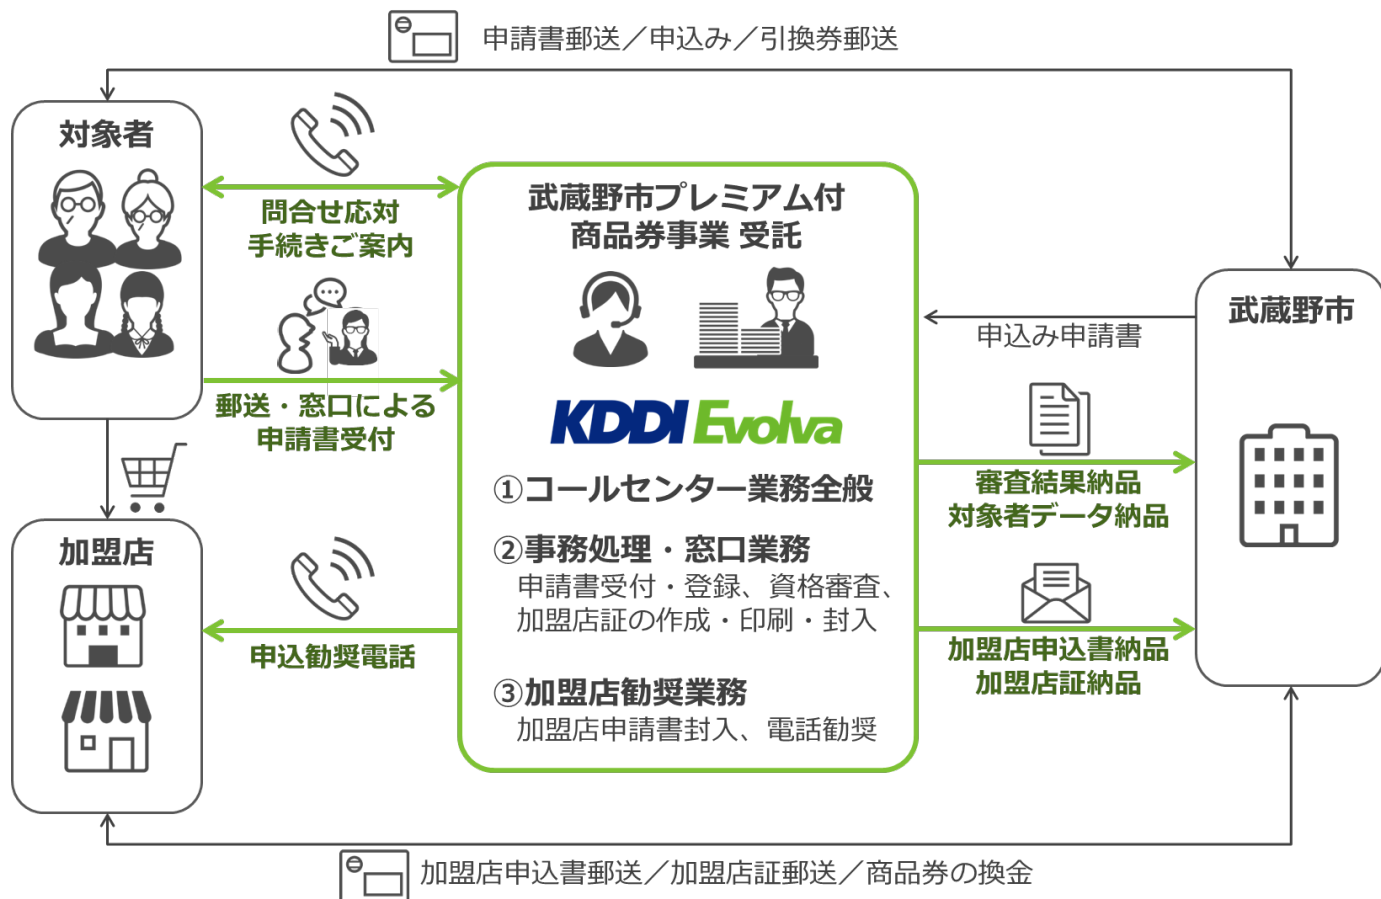 申請書郵送／申込み／引換券郵送
対象者
問合せ応対
手続きご案内
郵送・窓口による
申請書受付
加盟店
申込勧奨電話
武蔵野市プレミアム付
商品券事業 受託
KDDI Evolva
①コールセンター業務全般
②事務処理・窓口業務
申請書受付・登録、資格審査、
加盟店証の作成・印刷・封入
③加盟店勧奨業務
加盟店申請書封入、電話勧奨
申込み申請書
審査結果納品
対象者データ納品
加盟店申込書納品
加盟店証納品
武蔵野市
加盟店申込書郵送／加盟店証郵送／商品券の換金